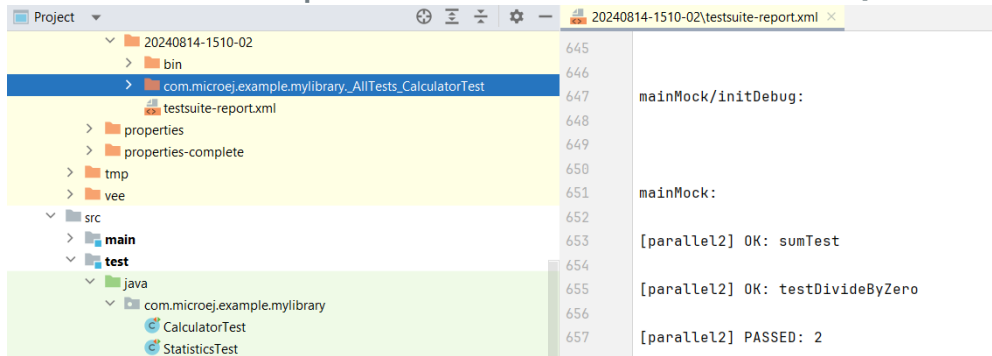 Project
20240814-1510-02
bin
com.microej.example.mylibrary._AllTests_CalculatorTest
testsuite-report.xml
properties
properties-complete
tmp
vee
src
main
test
java
com.microej.example.mylibrary
CalculatorTest
StatisticsTest
20240814-1510-02\testsuite-report.xml
645
646
647 mainMock/initDebug:
648
649
650
651 mainMock:
652
653 [parallel2] OK: sumTest
654
655 [parallel2] OK: testDivideByZero
656
657 [parallel2] PASSED: 2